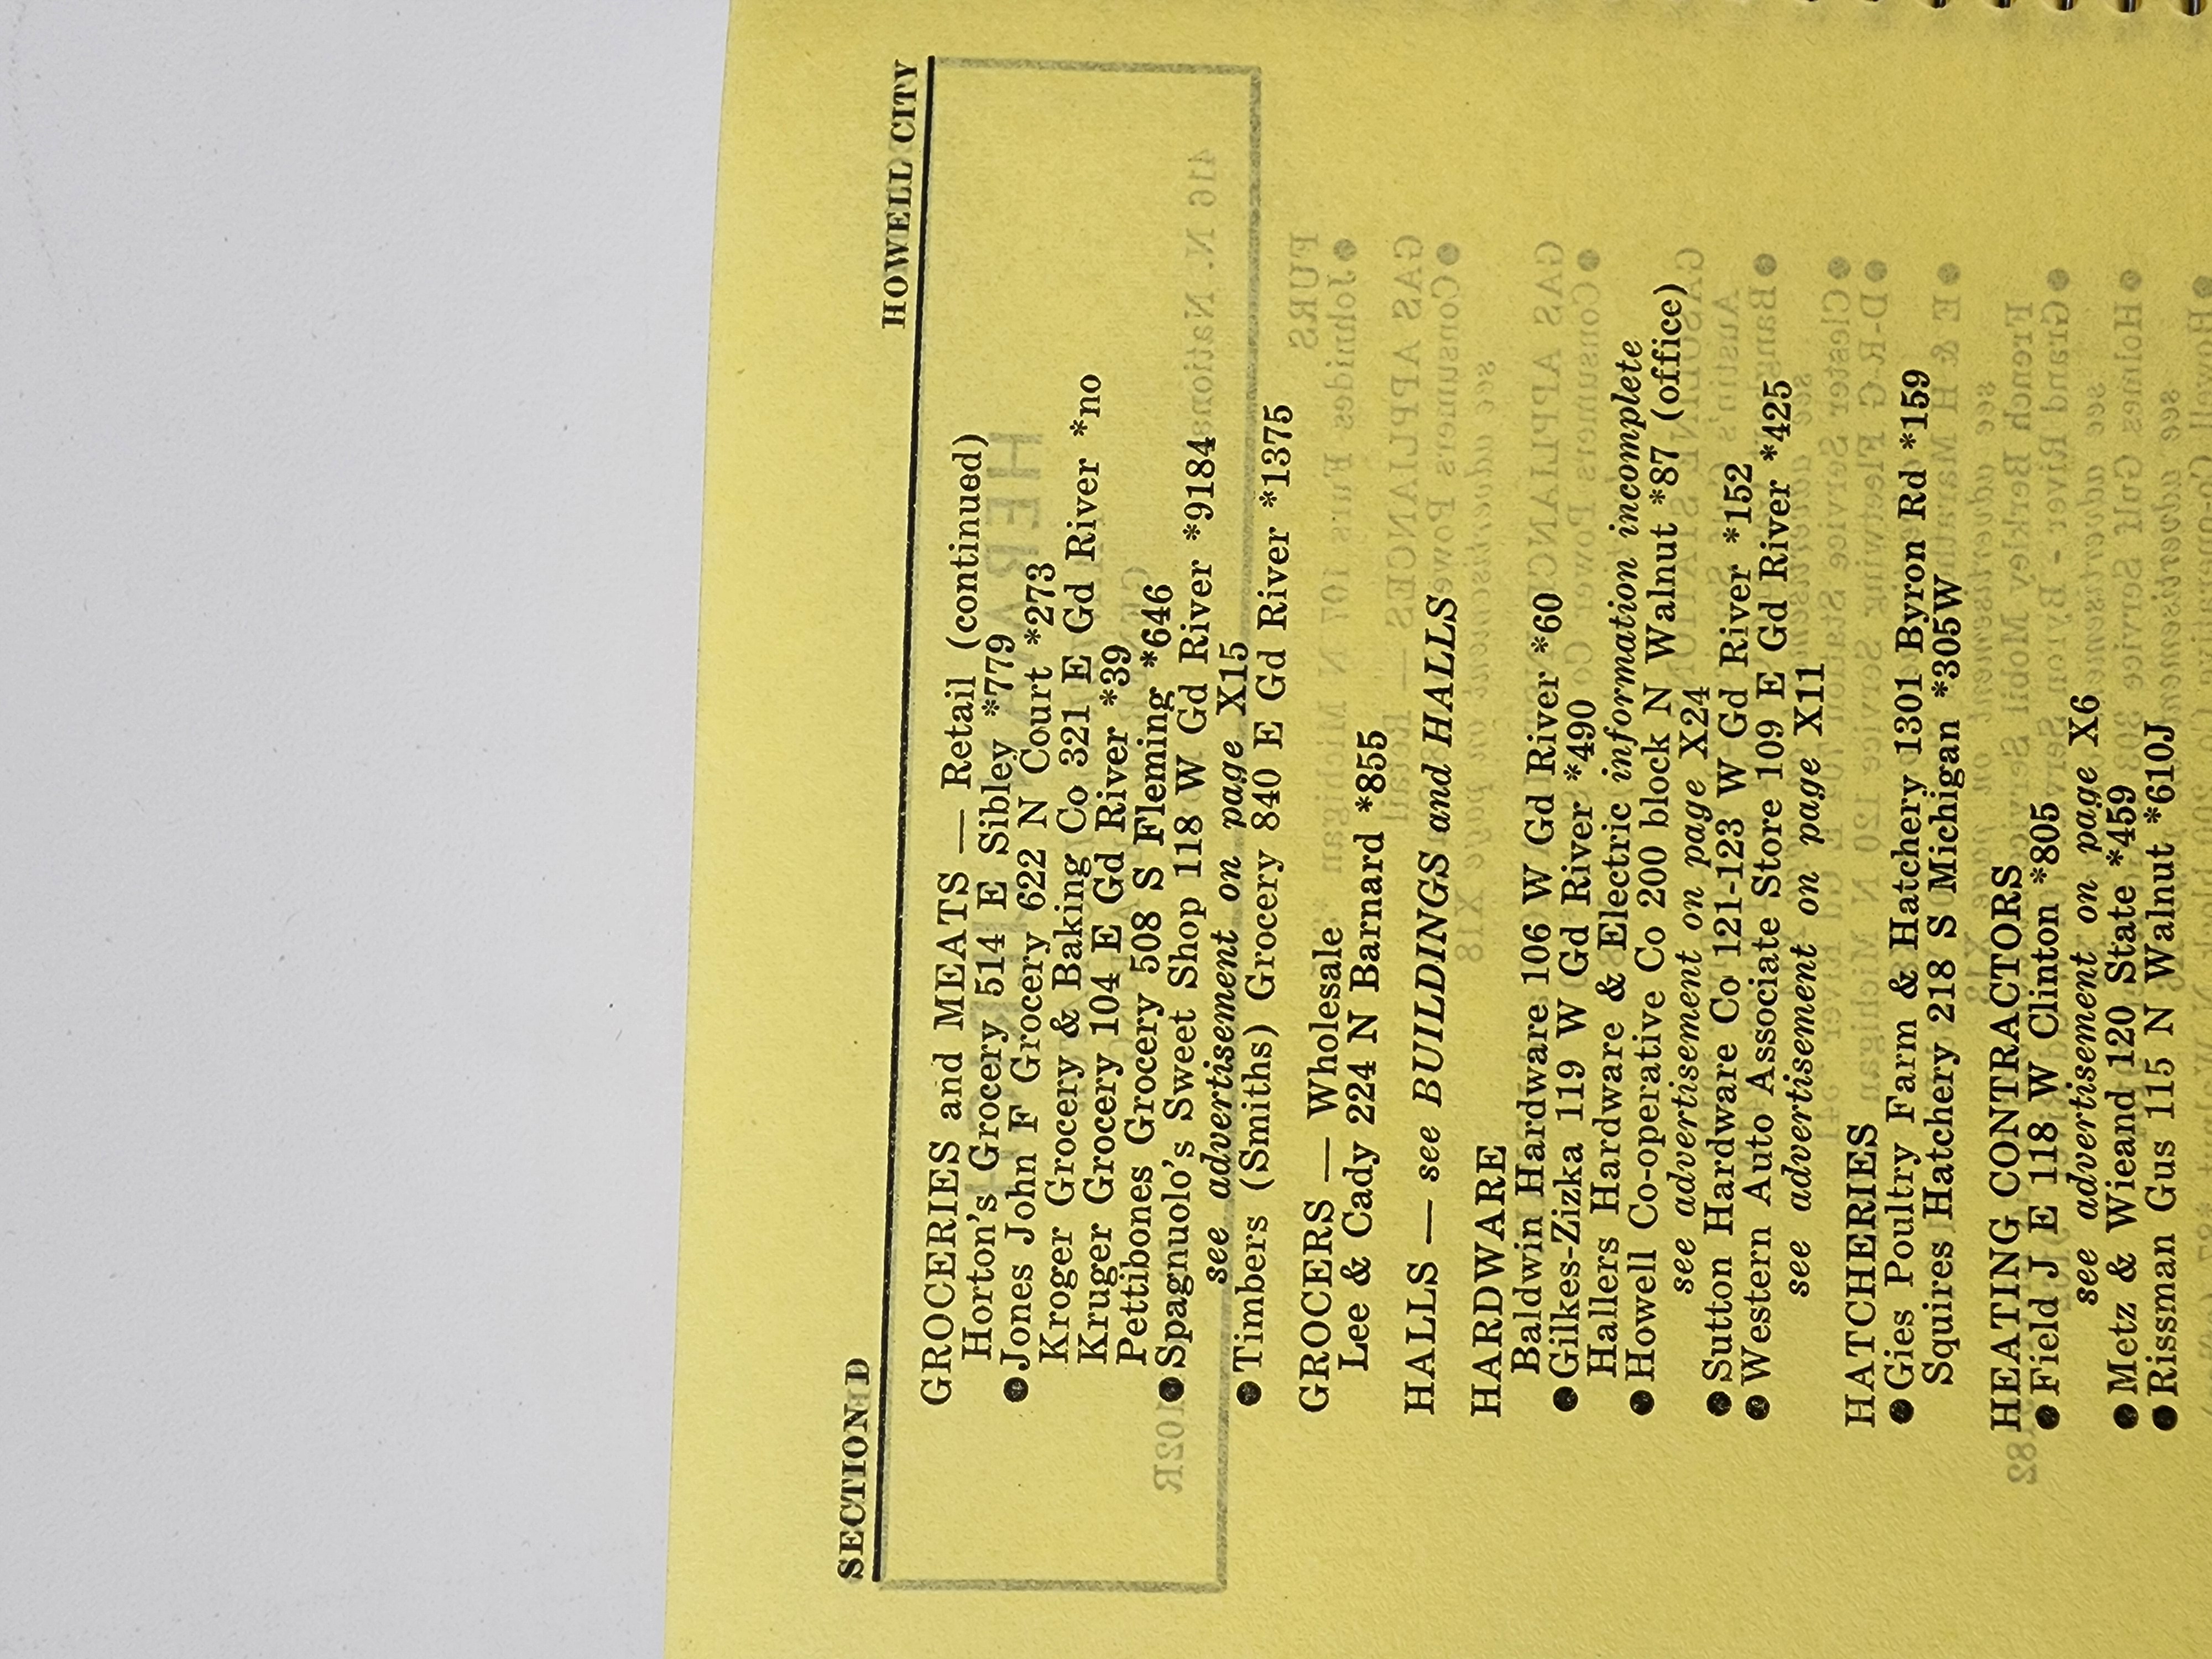 SECTION D HOWELL CITY
GROCERIES and MEATS — Retail (continued)
Horton's Grocery 514 E Sibley *779
●Jones John F Grocery 622 N Court *273
Kroger Grocery & Baking Co 321 E Gd River *no
Kruger Grocery 104 E Gd River *39
Pettibones Grocery 508 S Fleming *646
●Spagnuolo's Sweet Shop 118 W Gd River *9184
see advertisement on page X15
●Timbers (Smiths) Grocery 840 E Gd River *1375
GROCERS — Wholesale
Lee & Cady 224 N Barnard *855
HALLS — see BUILDINGS and HALLS
HARDWARE
Baldwin Hardware 106 W Gd River *60
●Gilkes-Zizka 119 W Gd River *490
Hallers Hardware & Electric information incomplete
●Howell Co-operative Co 200 block N Walnut *87 (office)
see advertisement on page X24
●Sutton Hardware Co 121-123 W Gd River *152
●Western Auto Associate Store 109 E Gd River *425
see advertisement on page X11
HATCHERIES
●Gies Poultry Farm & Hatchery 1301 Byron Rd *159
Squires Hatchery 218 S Michigan *305W
HEATING CONTRACTORS
●Field J E 118 W Clinton *805
see advertisement on page X6
●Metz & Wieand 120 State *459
●Rissman Gus 115 N Walnut *610J